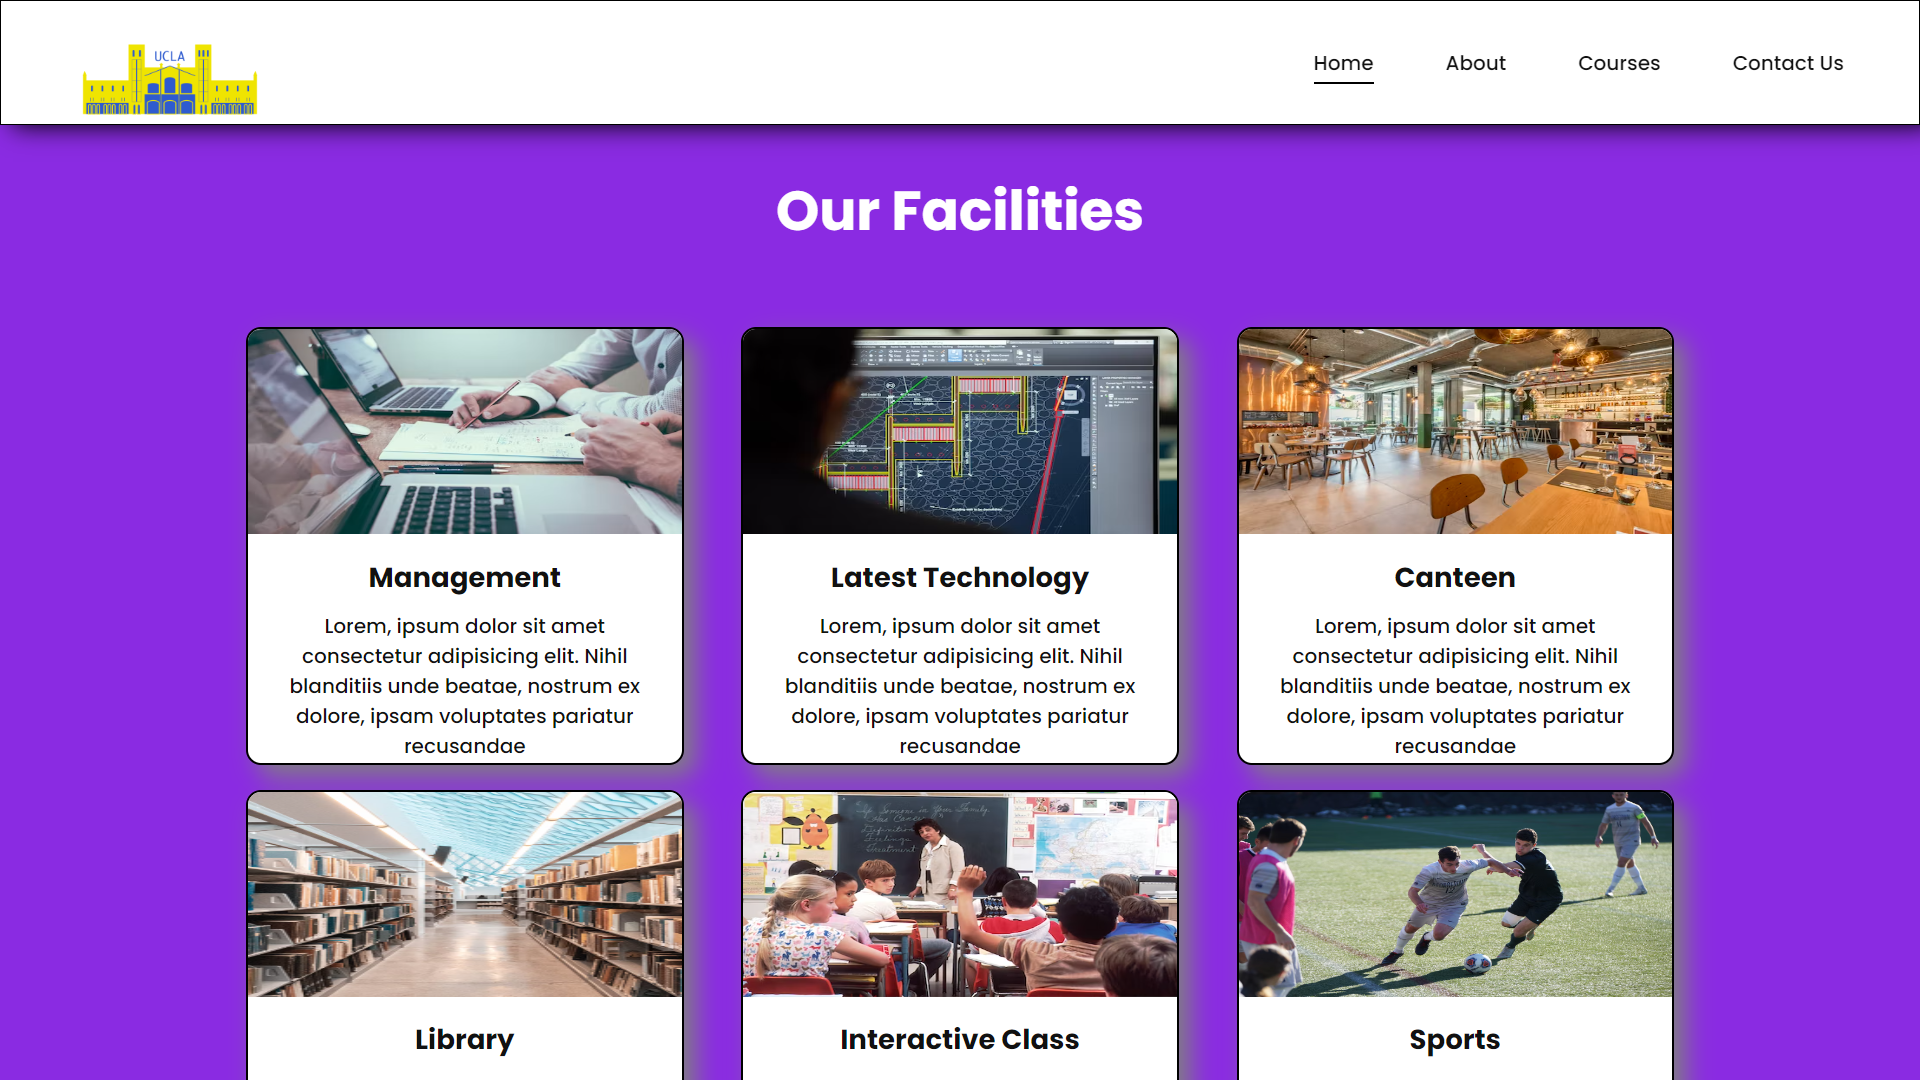 UCLA
Home
About
Courses
Contact Us
Our Facilities
Management
Lorem, ipsum dolor sit amet
consectetur adipisicing elit. Nihil
blanditiis unde beatae, nostrum ex
dolore, ipsam voluptates pariatur
recusandae
Latest Technology
Lorem, ipsum dolor sit amet
consectetur adipisicing elit. Nihil
blanditiis unde beatae, nostrum ex
dolore, ipsam voluptates pariatur
recusandae
Canteen
Lorem, ipsum dolor sit amet
consectetur adipisicing elit. Nihil
blanditiis unde beatae, nostrum ex
dolore, ipsam voluptates pariatur
recusandae
Library
Interactive Class
Sports